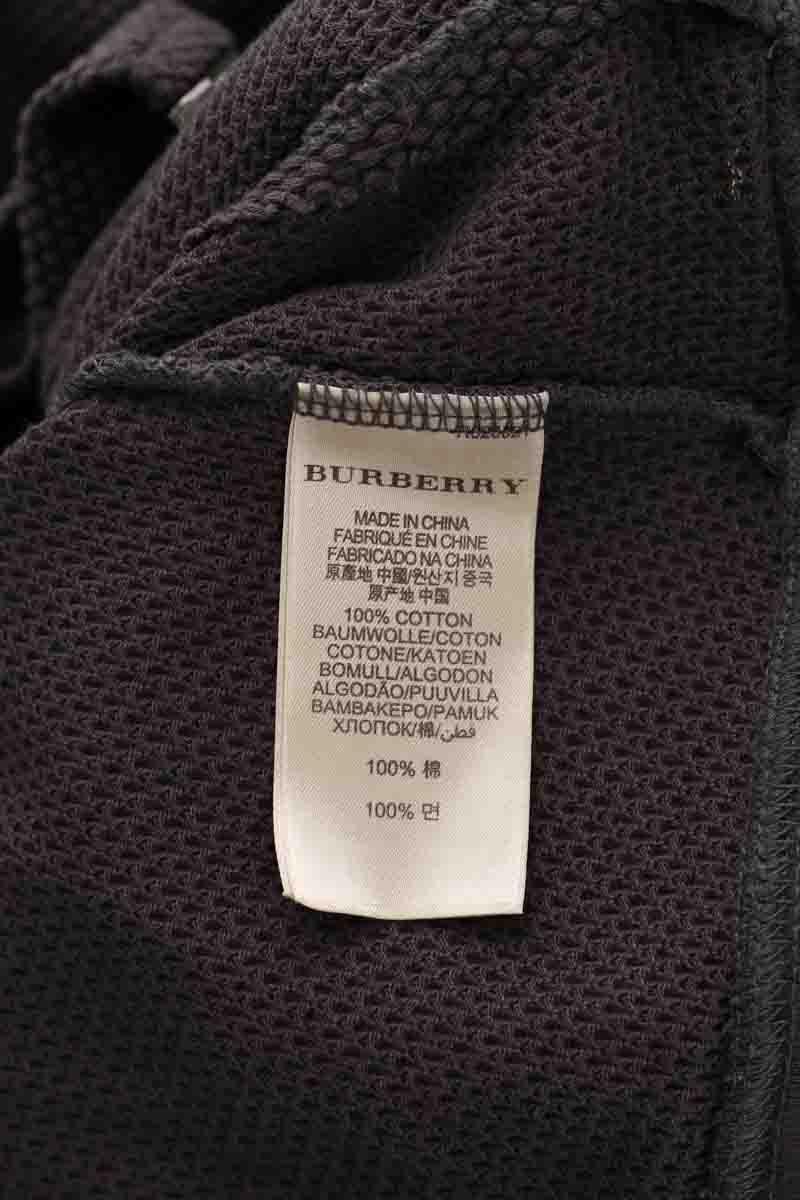 BURBERRY
MADE IN CHINA
FABRIQUÉ EN CHINE
FABRICADO NA CHINA
原產地 中國/원산지 중국
原产地 中国
100% COTTON
BAUMWOLLE/COTON
COTONE/KATOEN
BOMULL/ALGODON
ALGODÃO/PUUVILLA
BAMBAKEPO/PAMUK
ХЛОПОК/棉/قطن
100% 棉
100% 면